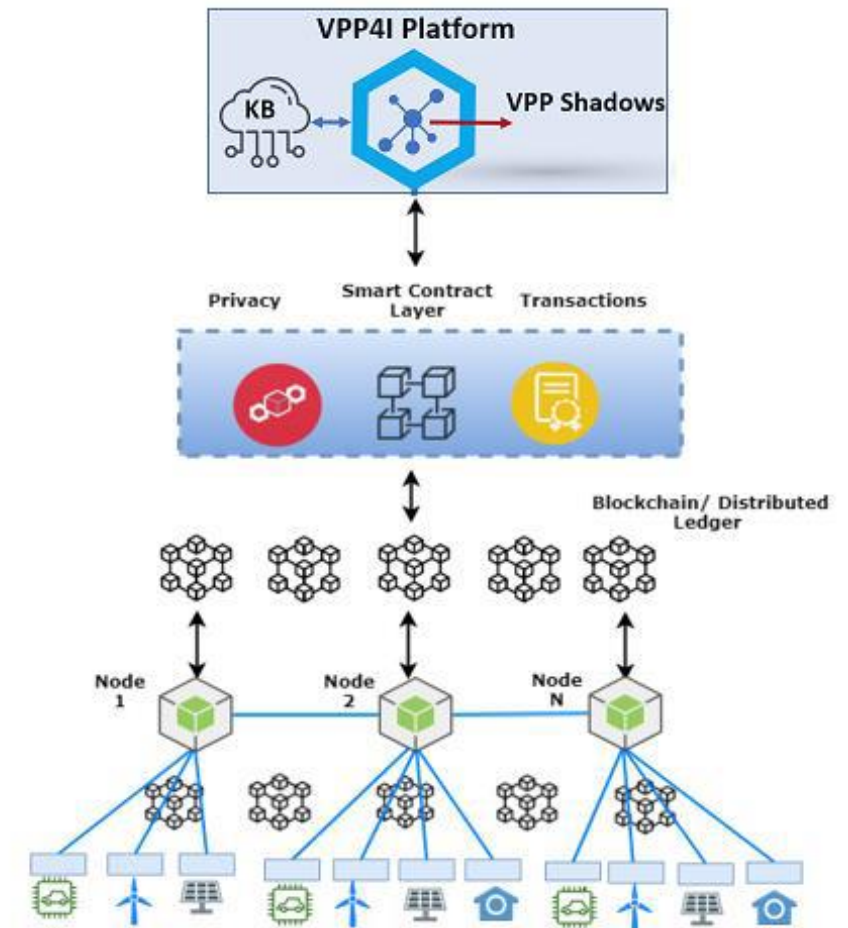 VPP4I Platform
KB
VPP Shadows
Privacy
Smart Contract
Layer
Transactions
Blockchain/ Distributed
Ledger
Node
1
Node
2
Node
N